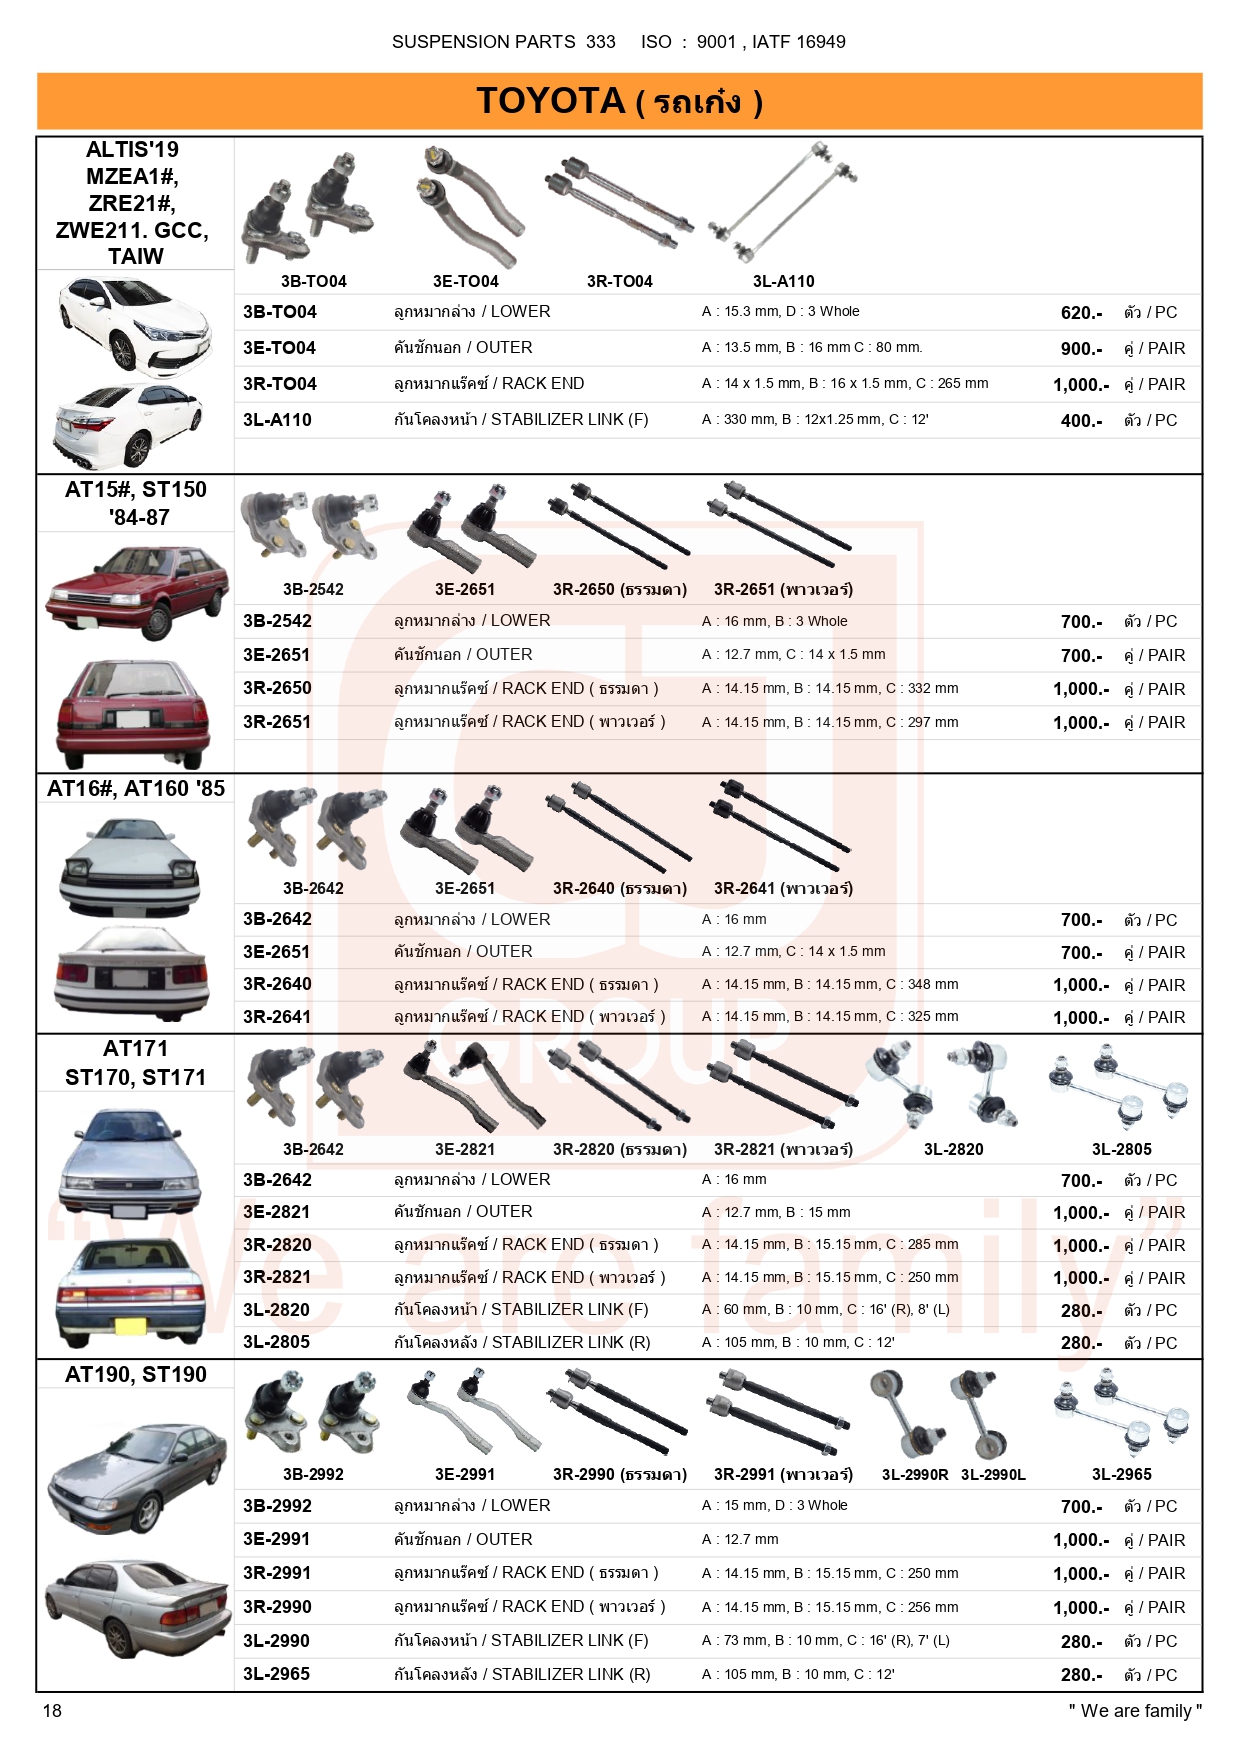 SUSPENSION PARTS  333     ISO  :  9001 , IATF 16949
TOYOTA ( รถเก๋ง )
ALTIS'19
MZEA1#,
ZRE21#,
ZWE211. GCC,
TAIW
3B-TO04 3E-TO04 3R-TO04 3L-A110
3B-TO04 ลูกหมากล่าง / LOWER A : 15.3 mm, D : 3 Whole 620.- ตัว / PC
3E-TO04 คันชักนอก / OUTER A : 13.5 mm, B : 16 mm C : 80 mm. 900.- คู่ / PAIR
3R-TO04 ลูกหมากแร๊คซ์ / RACK END A : 14 x 1.5 mm, B : 16 x 1.5 mm, C : 265 mm 1,000.- คู่ / PAIR
3L-A110 กันโคลงหน้า / STABILIZER LINK (F) A : 330 mm, B : 12x1.25 mm, C : 12' 400.- ตัว / PC
AT15#, ST150
'84-87
3B-2542 3E-2651 3R-2650 (ธรรมดา) 3R-2651 (พาวเวอร์)
3B-2542 ลูกหมากล่าง / LOWER A : 16 mm, B : 3 Whole 700.- ตัว / PC
3E-2651 คันชักนอก / OUTER A : 12.7 mm, C : 14 x 1.5 mm 700.- คู่ / PAIR
3R-2650 ลูกหมากแร๊คซ์ / RACK END ( ธรรมดา ) A : 14.15 mm, B : 14.15 mm, C : 332 mm 1,000.- คู่ / PAIR
3R-2651 ลูกหมากแร๊คซ์ / RACK END ( พาวเวอร์ ) A : 14.15 mm, B : 14.15 mm, C : 297 mm 1,000.- คู่ / PAIR
AT16#, AT160 '85
3B-2642 3E-2651 3R-2640 (ธรรมดา) 3R-2641 (พาวเวอร์)
3B-2642 ลูกหมากล่าง / LOWER A : 16 mm 700.- ตัว / PC
3E-2651 คันชักนอก / OUTER A : 12.7 mm, C : 14 x 1.5 mm 700.- คู่ / PAIR
3R-2640 ลูกหมากแร๊คซ์ / RACK END ( ธรรมดา ) A : 14.15 mm, B : 14.15 mm, C : 348 mm 1,000.- คู่ / PAIR
3R-2641 ลูกหมากแร๊คซ์ / RACK END ( พาวเวอร์ ) A : 14.15 mm, B : 14.15 mm, C : 325 mm 1,000.- คู่ / PAIR
GROUP
AT171
ST170, ST171
3B-2642 3E-2821 3R-2820 (ธรรมดา) 3R-2821 (พาวเวอร์) 3L-2820 3L-2805
3B-2642 ลูกหมากล่าง / LOWER A : 16 mm 700.- ตัว / PC
3E-2821 คันชักนอก / OUTER A : 12.7 mm, B : 15 mm 1,000.- คู่ / PAIR
3R-2820 ลูกหมากแร๊คซ์ / RACK END ( ธรรมดา ) A : 14.15 mm, B : 15.15 mm, C : 285 mm 1,000.- คู่ / PAIR
3R-2821 ลูกหมากแร๊คซ์ / RACK END ( พาวเวอร์ ) A : 14.15 mm, B : 15.15 mm, C : 250 mm 1,000.- คู่ / PAIR
3L-2820 กันโคลงหน้า / STABILIZER LINK (F) A : 60 mm, B : 10 mm, C : 16' (R), 8' (L) 280.- ตัว / PC
3L-2805 กันโคลงหลัง / STABILIZER LINK (R) A : 105 mm, B : 10 mm, C : 12' 280.- ตัว / PC
“We are family”
AT190, ST190
3B-2992 3E-2991 3R-2990 (ธรรมดา) 3R-2991 (พาวเวอร์) 3L-2990R 3L-2990L 3L-2965
3B-2992 ลูกหมากล่าง / LOWER A : 15 mm, D : 3 Whole 700.- ตัว / PC
3E-2991 คันชักนอก / OUTER A : 12.7 mm 1,000.- คู่ / PAIR
3R-2991 ลูกหมากแร๊คซ์ / RACK END ( ธรรมดา ) A : 14.15 mm, B : 15.15 mm, C : 250 mm 1,000.- คู่ / PAIR
3R-2990 ลูกหมากแร๊คซ์ / RACK END ( พาวเวอร์ ) A : 14.15 mm, B : 15.15 mm, C : 256 mm 1,000.- คู่ / PAIR
3L-2990 กันโคลงหน้า / STABILIZER LINK (F) A : 73 mm, B : 10 mm, C : 16' (R), 7' (L) 280.- ตัว / PC
3L-2965 กันโคลงหลัง / STABILIZER LINK (R) A : 105 mm, B : 10 mm, C : 12' 280.- ตัว / PC
18 " We are family "